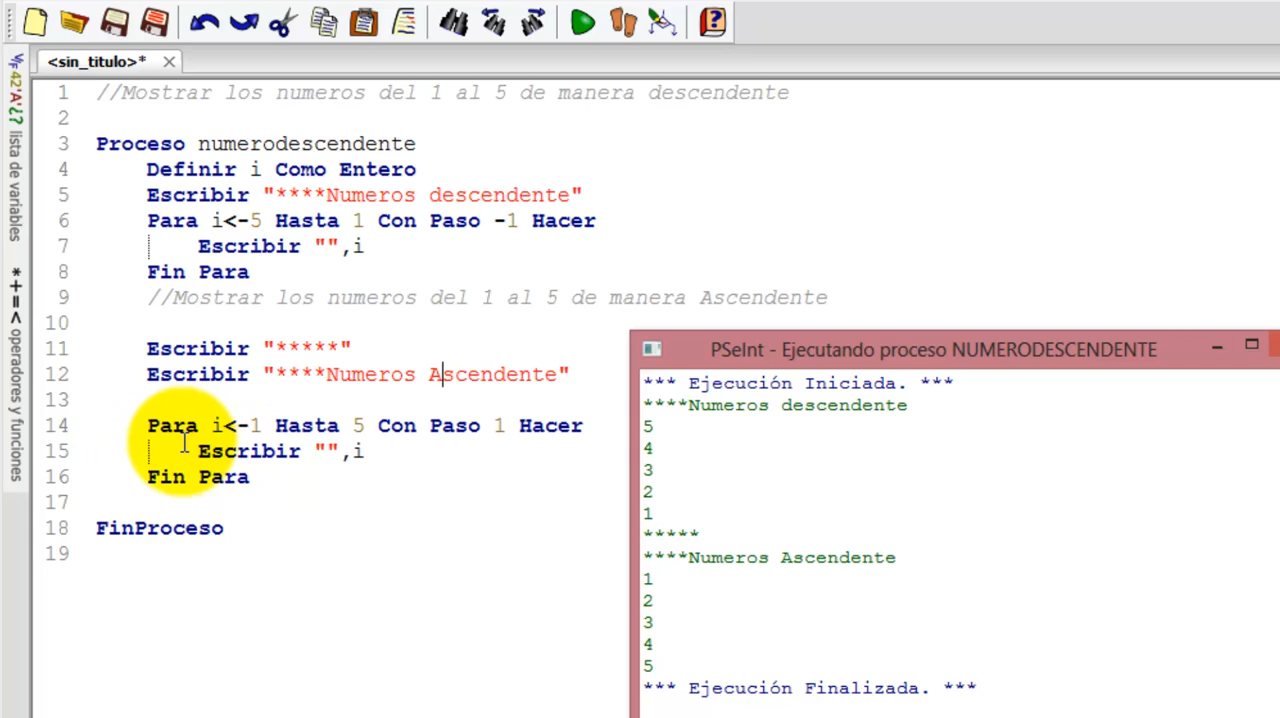 <sin_titulo>*
1 //Mostrar los numeros del 1 al 5 de manera descendente
2
3 Proceso numerodescendente
4 Definir i Como Entero
5 Escribir "****Numeros descendente"
6 Para i<-5 Hasta 1 Con Paso -1 Hacer
7 Escribir "",i
8 Fin Para
9 //Mostrar los numeros del 1 al 5 de manera Ascendente
10
11 Escribir "*****"
12 Escribir "****Numeros Ascendente"
13
14 Para i<-1 Hasta 5 Con Paso 1 Hacer
15 Escribir "",i
16 Fin Para
17
18 FinProceso
19
lista de variables
*+=< operadores y funciones
PSeInt - Ejecutando proceso NUMERODESCENDENTE
*** Ejecución Iniciada. ***
****Numeros descendente
5
4
3
2
1
*****
****Numeros Ascendente
1
2
3
4
5
*** Ejecución Finalizada. ***